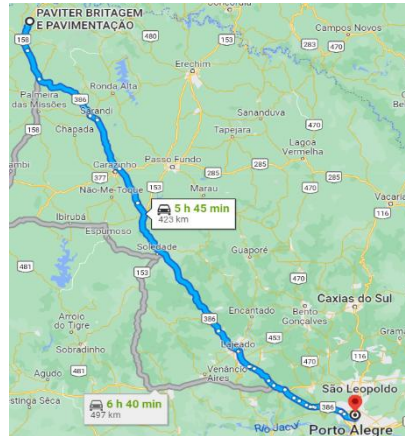 PAVITER BRITAGEM
E PAVIMENTAÇÃO
158
480
153
Concórdia
283
Campos Novos
470
Erechim
Ronda Alta
Palmeira
das Missões
386
Sarandi
Sananduva
158
Chapada
Tapejara
470
Lagoa
Vermelha
Carazinho
Passo Fundo
285
285
377
Não-Me-Toque
153
Marau
470
Vacaria
5 h 45 min
423 km
116
Ibirubá
Espumoso
Soledade
Guaporé
481
153
470
Encantado
Bento
Gonçalves
Caxias do Sul
Arroio
do Tigre
386
453
Lajeado
116
Sobradinho
Venâncio
Aires
Agudo
481
São Leopoldo
6 h 40 min
497 km
386
Rio Jacuy
Porto Alegre